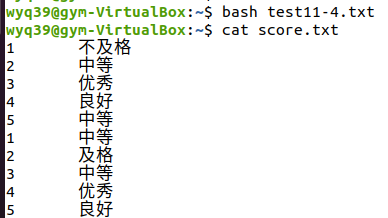 wyq39@gym-VirtualBox:~$ bash test11-4.txt
wyq39@gym-VirtualBox:~$ cat score.txt
1 不及格
2 中等
3 优秀
4 良好
5 中等
1 中等
2 及格
3 中等
4 优秀
5 良好